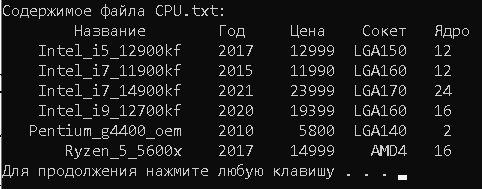 Содержимое файла CPU.txt:
Название Год Цена Сокет Ядро
Intel_i5_12900kf 2017 12999 LGA150 12
Intel_i7_11900kf 2015 11990 LGA160 12
Intel_i7_14900kf 2021 23999 LGA170 24
Intel_i9_12700kf 2020 19399 LGA160 16
Pentium_g4400_oem 2010 5800 LGA140 2
Ryzen_5_5600x 2017 14999 AMD4 16
Для продолжения нажмите любую клавишу . . .